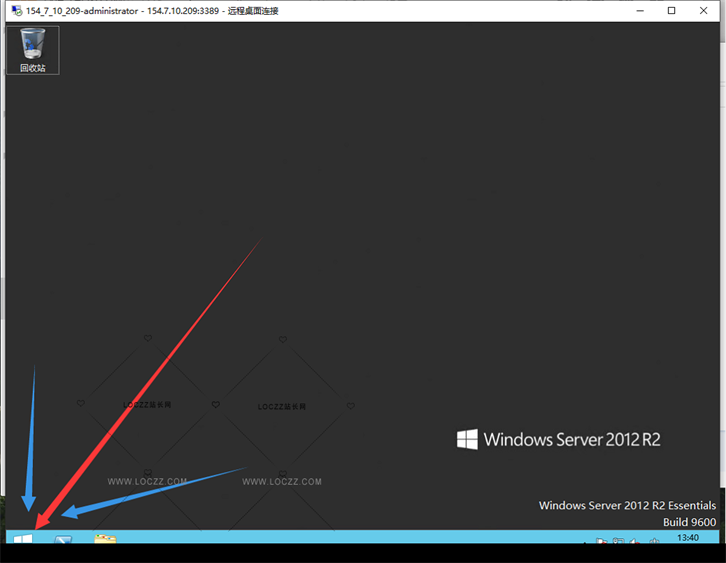 154_7_10_209-administrator - 154.7.10.209:3389 - 远程桌面连接
回收站
LOCZZ站长网 LOCZZ站长网
Windows Server 2012 R2
WWW.LOCZZ.COM WWW.LOCZZ.COM
Windows Server 2012 R2 Essentials
Build 9600
13:40